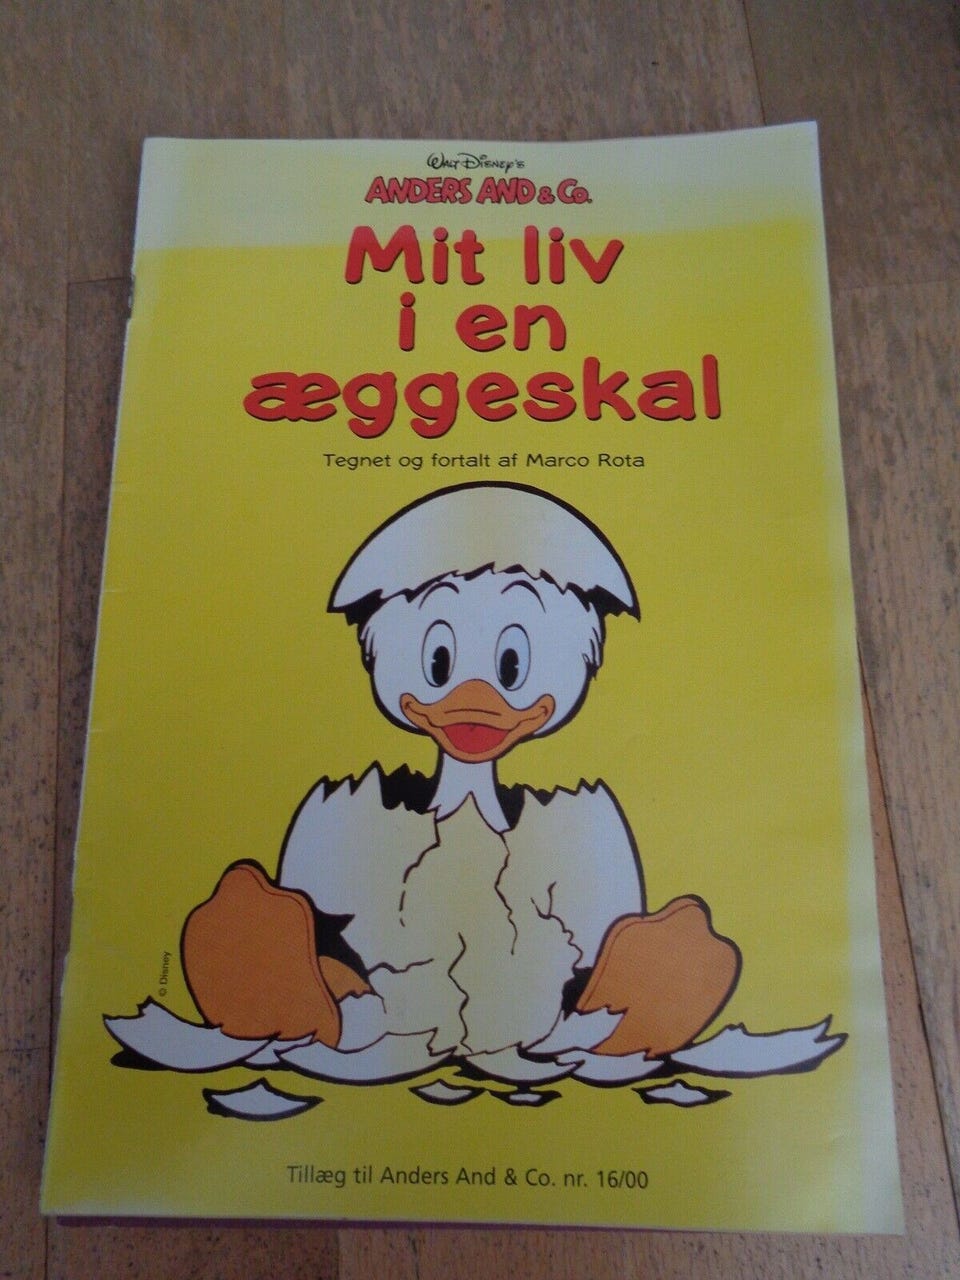 Walt Disney's
ANDERS AND & Co.
Mit liv
i en
æggeskal
Tegnet og fortalt af Marco Rota
© Disney
Tillæg til Anders And & Co. nr. 16/00